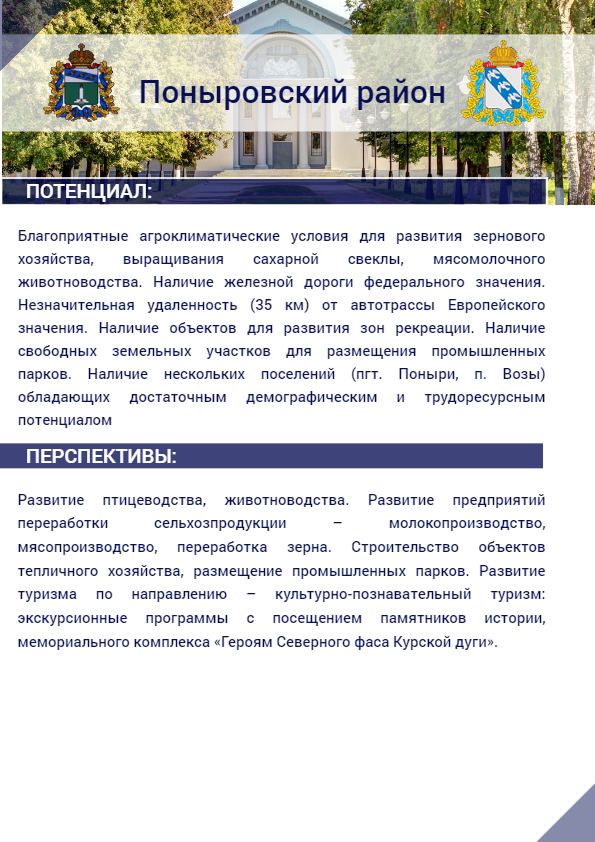 Поныровский район
ПОТЕНЦИАЛ:
Благоприятные агроклиматические условия для развития зернового
хозяйства, выращивания сахарной свеклы, мясомолочного
животноводства. Наличие железной дороги федерального значения.
Незначительная удаленность (35 км) от автотрассы Европейского
значения. Наличие объектов для развития зон рекреации. Наличие
свободных земельных участков для размещения промышленных
парков. Наличие нескольких поселений (пгт. Поныри, п. Возы)
обладающих достаточным демографическим и трудоресурсным
потенциалом
ПЕРСПЕКТИВЫ:
Развитие птицеводства, животноводства. Развитие предприятий
переработки сельхозпродукции – молокопроизводство,
мясопроизводство, переработка зерна. Строительство объектов
тепличного хозяйства, размещение промышленных парков. Развитие
туризма по направлению – культурно-познавательный туризм:
экскурсионные программы с посещением памятников истории,
мемориального комплекса «Героям Северного фаса Курской дуги».